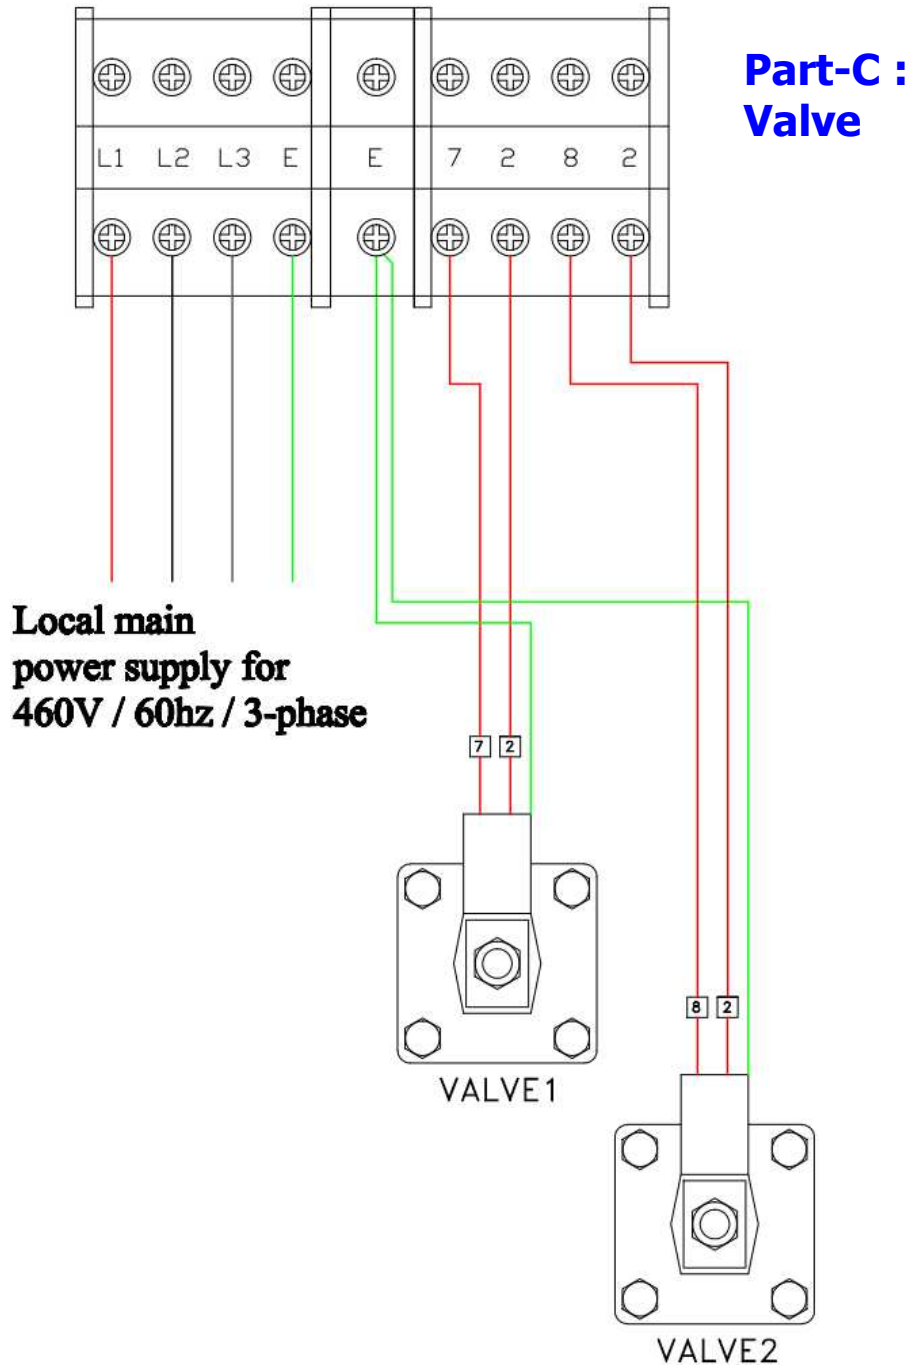 Part-C :
Valve
L1 L2 L3 E E 7 2 8 2
Local main
power supply for
460V / 60hz / 3-phase
7 2
VALVE1
8 2
VALVE2